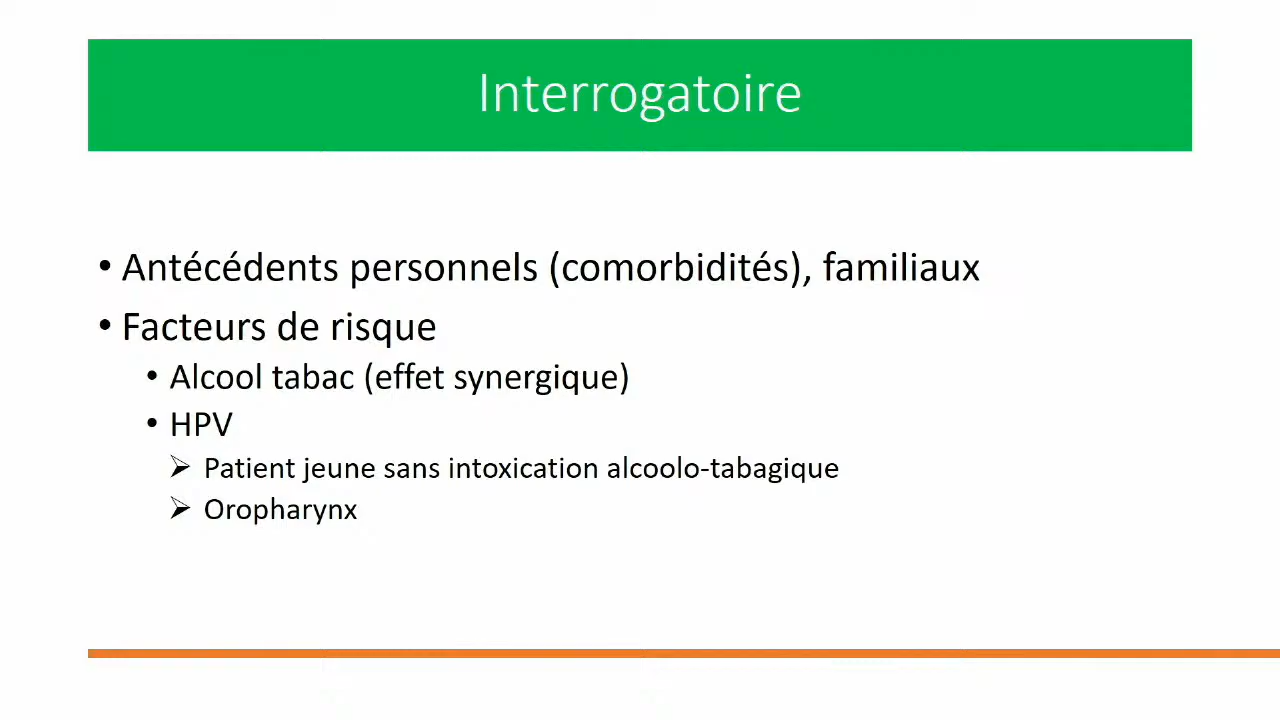 Interrogatoire
• Antécédents personnels (comorbidités), familiaux
• Facteurs de risque
• Alcool tabac (effet synergique)
• HPV
➢ Patient jeune sans intoxication alcoolo-tabagique
➢ Oropharynx